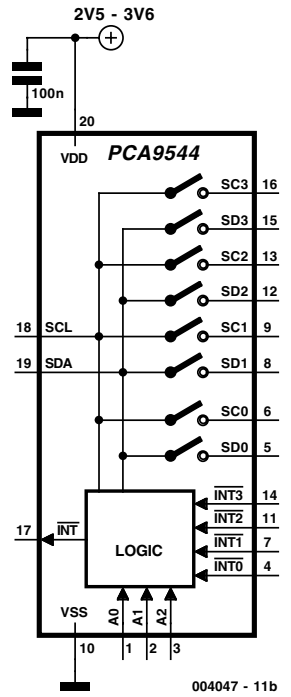 2V5 - 3V6
100n
20
VDD
PCA9544
SC3 16
SD3 15
SC2 13
SD2 12
18 SCL
SC1 9
19 SDA
SD1 8
SC0 6
SD0 5
INT3 14
INT2 11
17 INT
LOGIC
INT1 7
INT0 4
VSS
A0 A1 A2
10 1 2 3
004047 - 11b